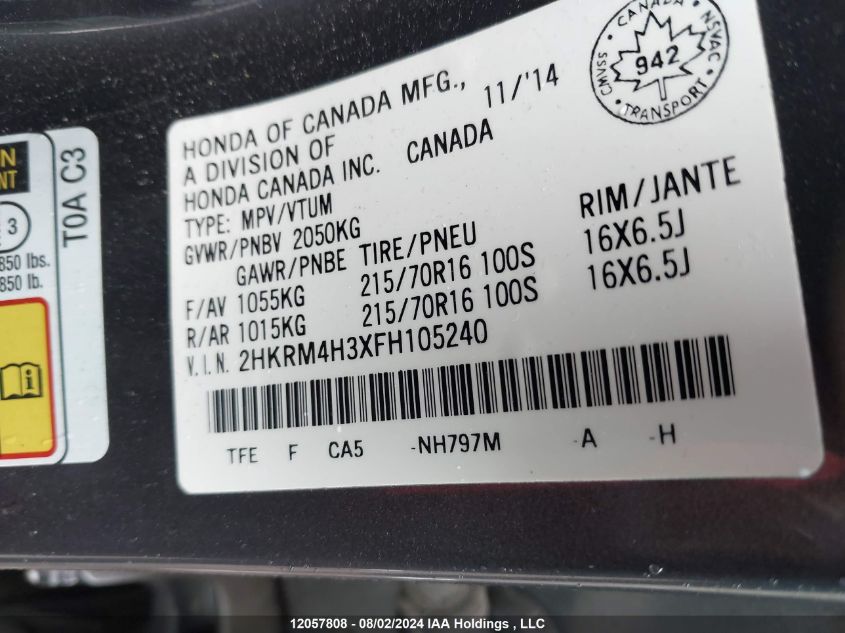 HONDA OF CANADA MFG., 11/'14
A DIVISION OF
HONDA CANADA INC. CANADA
TYPE: MPV/VTUM
GVWR/PNBV 2050KG
GAWR/PNBE TIRE/PNEU RIM/JANTE
F/AV 1055KG 215/70R16 100S 16X6.5J
R/AR 1015KG 215/70R16 100S 16X6.5J
V.I.N. 2HKRM4H3XFH105240
TFE F CA5 -NH797M -A -H
CANADA
CMVSS 942 NSVAC
TRANSPORT
T0A C3
N
NT
3
850 lbs.
850 lb.
12057808 - 08/02/2024 IAA Holdings , LLC